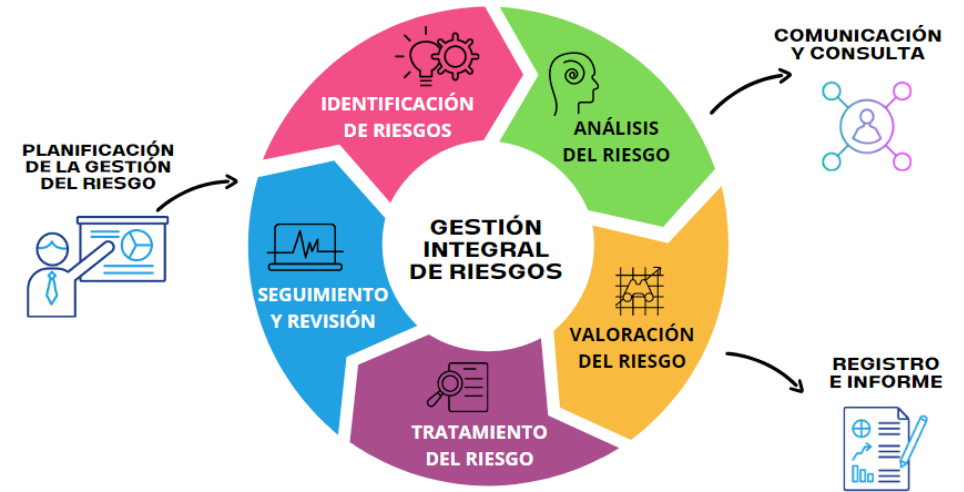 COMUNICACIÓN
Y CONSULTA
IDENTIFICACIÓN
DE RIESGOS
ANÁLISIS
DEL RIESGO
PLANIFICACIÓN
DE LA GESTIÓN
DEL RIESGO
GESTIÓN
INTEGRAL
DE RIESGOS
SEGUIMIENTO
Y REVISIÓN
VALORACIÓN
DEL RIESGO
REGISTRO
E INFORME
TRATAMIENTO
DEL RIESGO